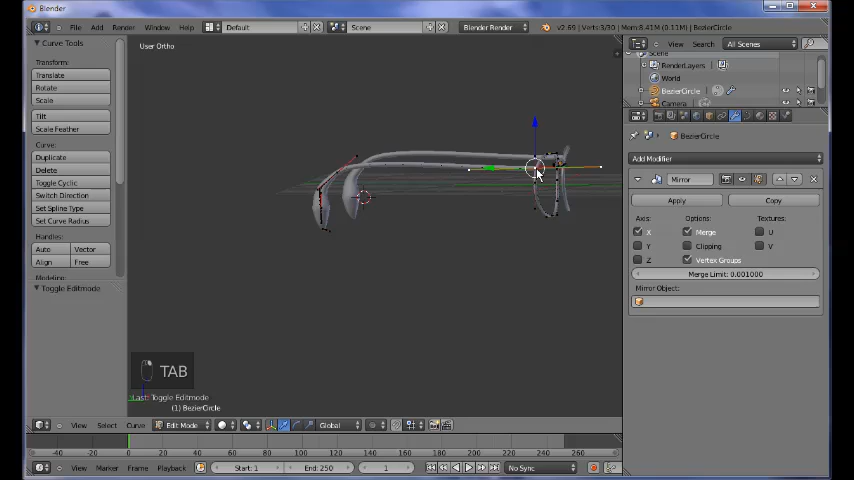 Blender
File Add Render Window Help
Default
Scene
Blender Render
v2.69 | Verts:3/30 | Mem:8.41M (0.11M) | BezierCircle
Curve Tools
User Ortho
View Search All Scenes
Scene
RenderLayers
World
BezierCircle
Camera
Transform:
Translate
Rotate
Scale
Tilt
Scale Feather
Curve:
Duplicate
Delete
Toggle Cyclic
Switch Direction
Set Spline Type
Set Curve Radius
Handles:
Auto Vector
Align Free
Modeling:
Toggle Editmode
BezierCircle
Add Modifier
Mirror
Apply Copy
Axis: Options: Textures:
X Merge U
Y Clipping V
Z Vertex Groups
Merge Limit: 0.001000
Mirror Object:
TAB
Last: Toggle Editmode
(1) BezierCircle
View Select Curve Edit Mode Global
-40 -20 0 20 40 60 80 100 120 140 160 180 200 220 240 260
View Marker Frame Playback Start: 1 End: 250 1 No Sync